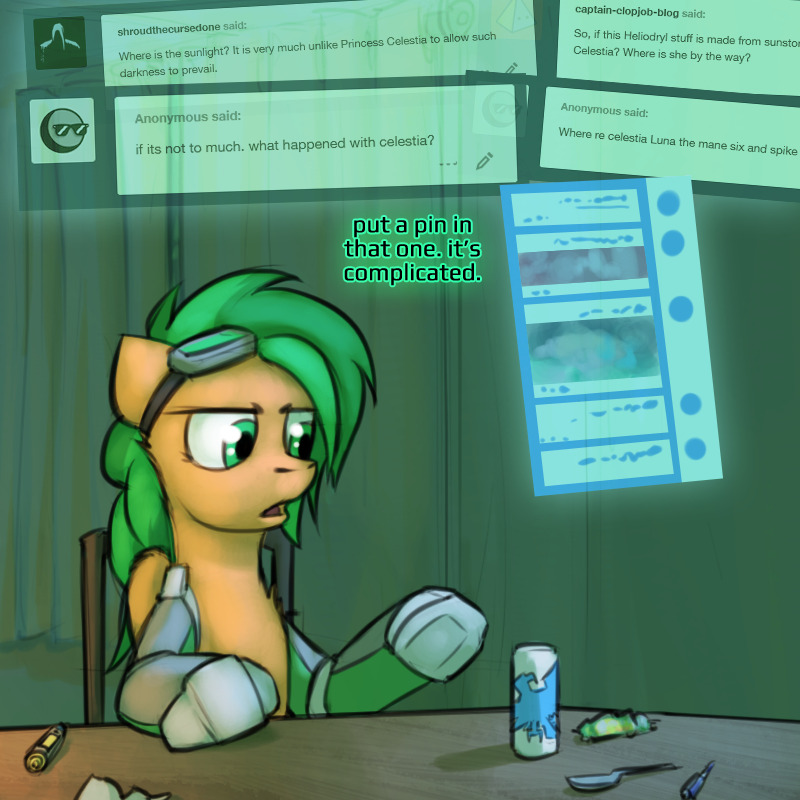 shroudthecursedone said:
Where is the sunlight? It is very much unlike Princess Celestia to allow such
darkness to prevail.
captain-clopjob-blog said:
So, if this Heliodryl stuff is made from
Celestia? Where is she by the way?
Anonymous said:
if its not to much. what happened with celestia?
Anonymous said:
Where re celestia Luna the mane six and spike
put a pin in
that one. it's
complicated.